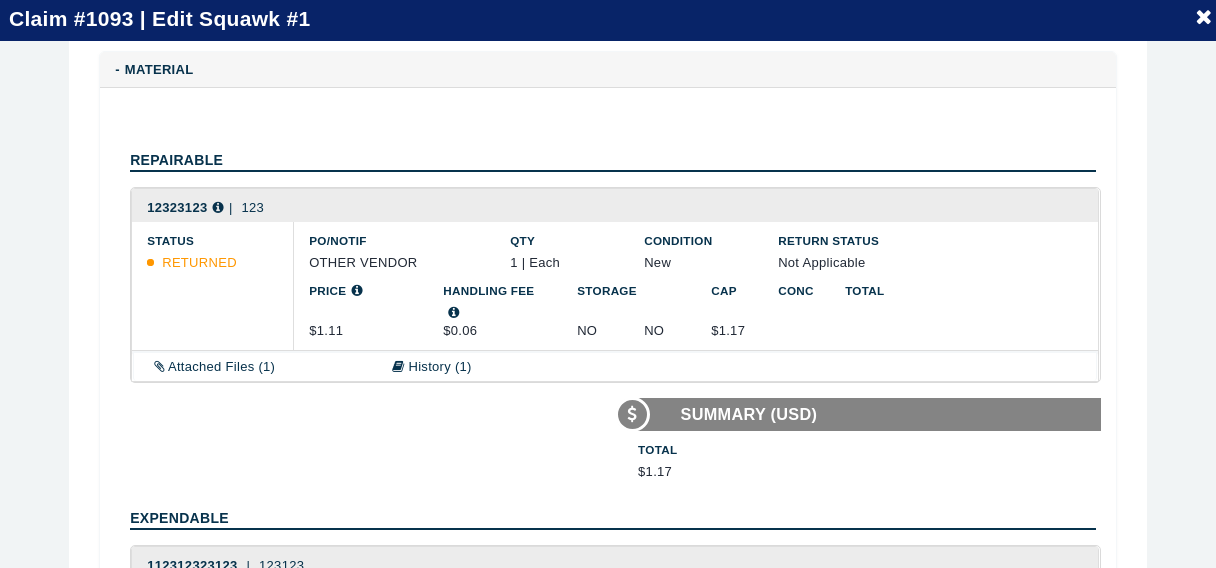 Claim #1093 | Edit Squawk #1
- MATERIAL
REPAIRABLE
12323123 | 123
STATUS PO/NOTIF QTY CONDITION RETURN STATUS
RETURNED OTHER VENDOR 1 | Each New Not Applicable
PRICE HANDLING FEE STORAGE CAP CONC TOTAL
$1.11 $0.06 NO NO $1.17
Attached Files (1) History (1)
$ SUMMARY (USD)
TOTAL
$1.17
EXPENDABLE
112312323123 | 123123